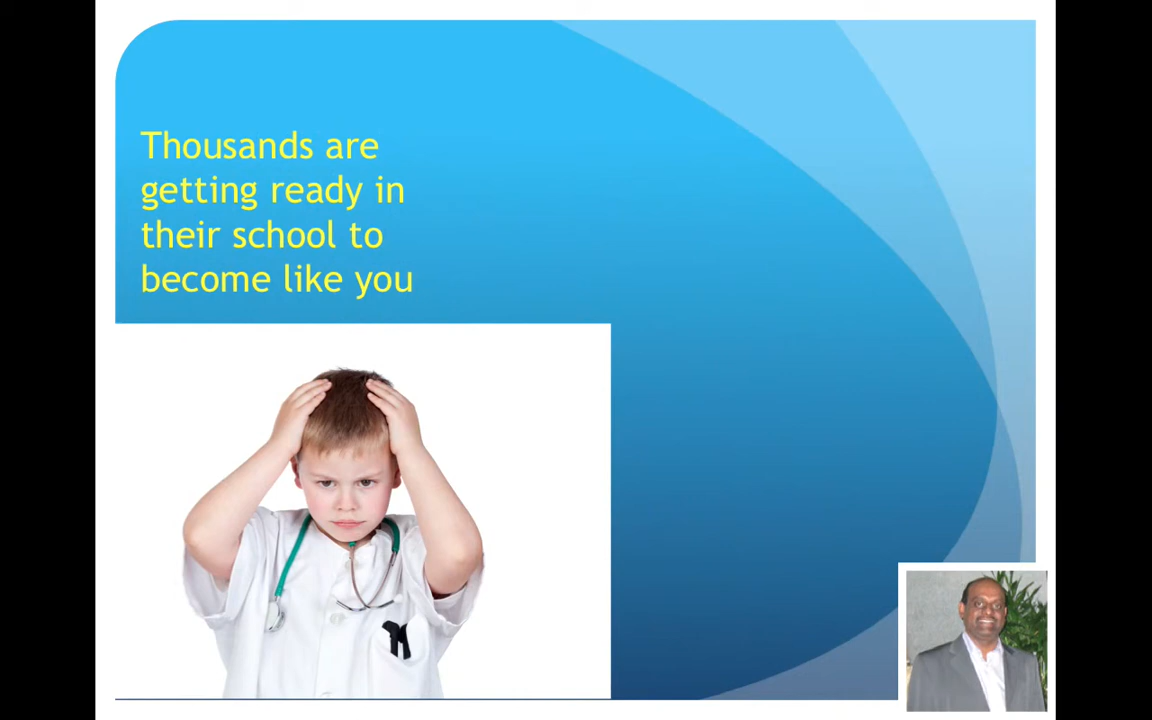 Thousands are
getting ready in
their school to
become like you